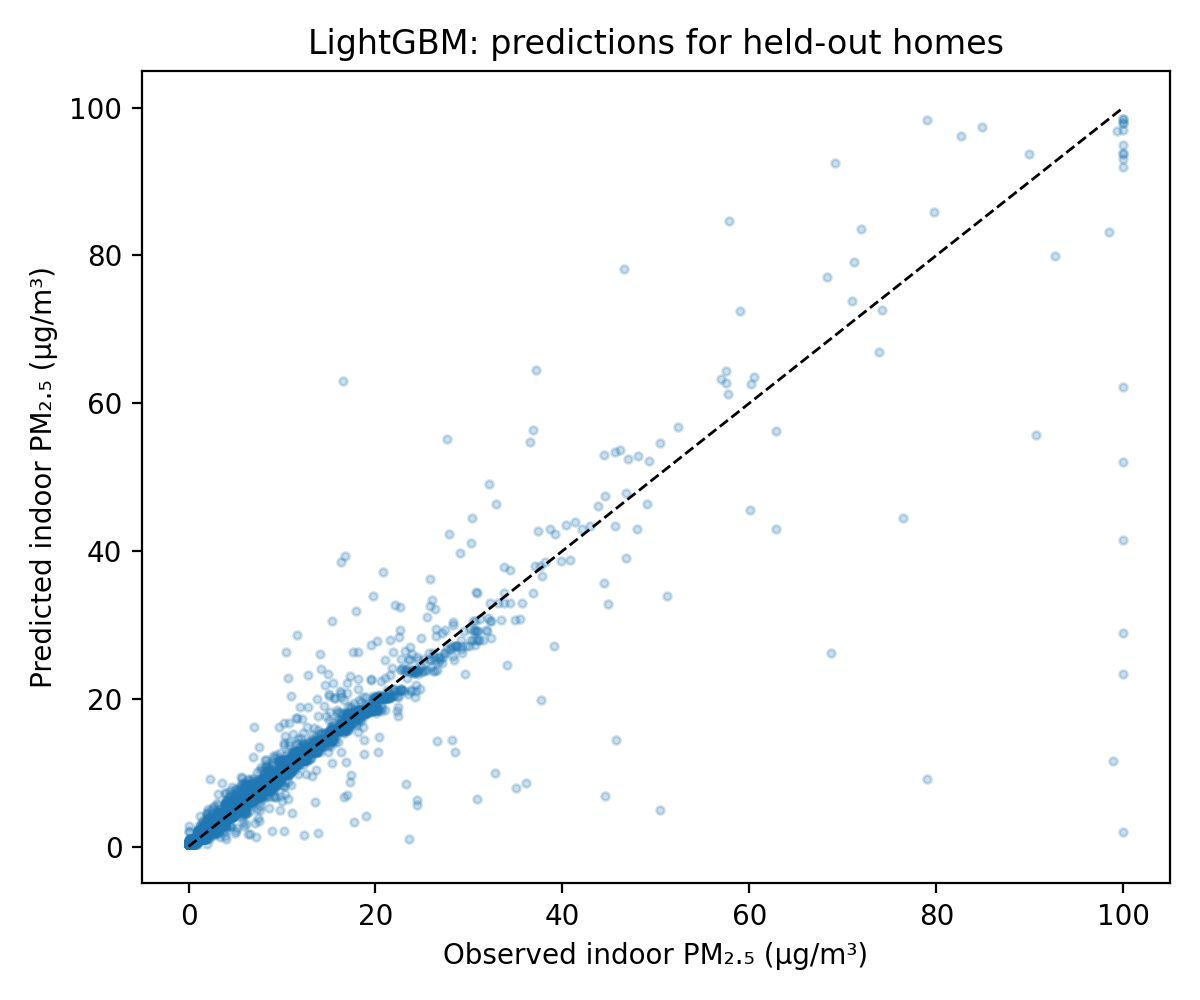 LightGBM: predictions for held-out homes
Predicted indoor PM₂.₅ (µg/m³)
100
80
60
40
20
0
0 20 40 60 80 100
Observed indoor PM₂.₅ (µg/m³)